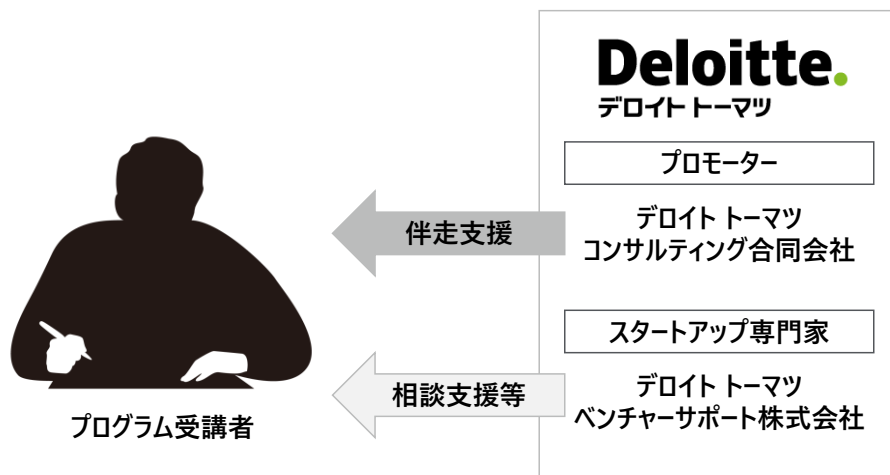 Deloitte.
デロイト トーマツ
プロモーター
デロイト トーマツ
コンサルティング合同会社
伴走支援
スタートアップ専門家
デロイト トーマツ
ベンチャーサポート株式会社
相談支援等
プログラム受講者